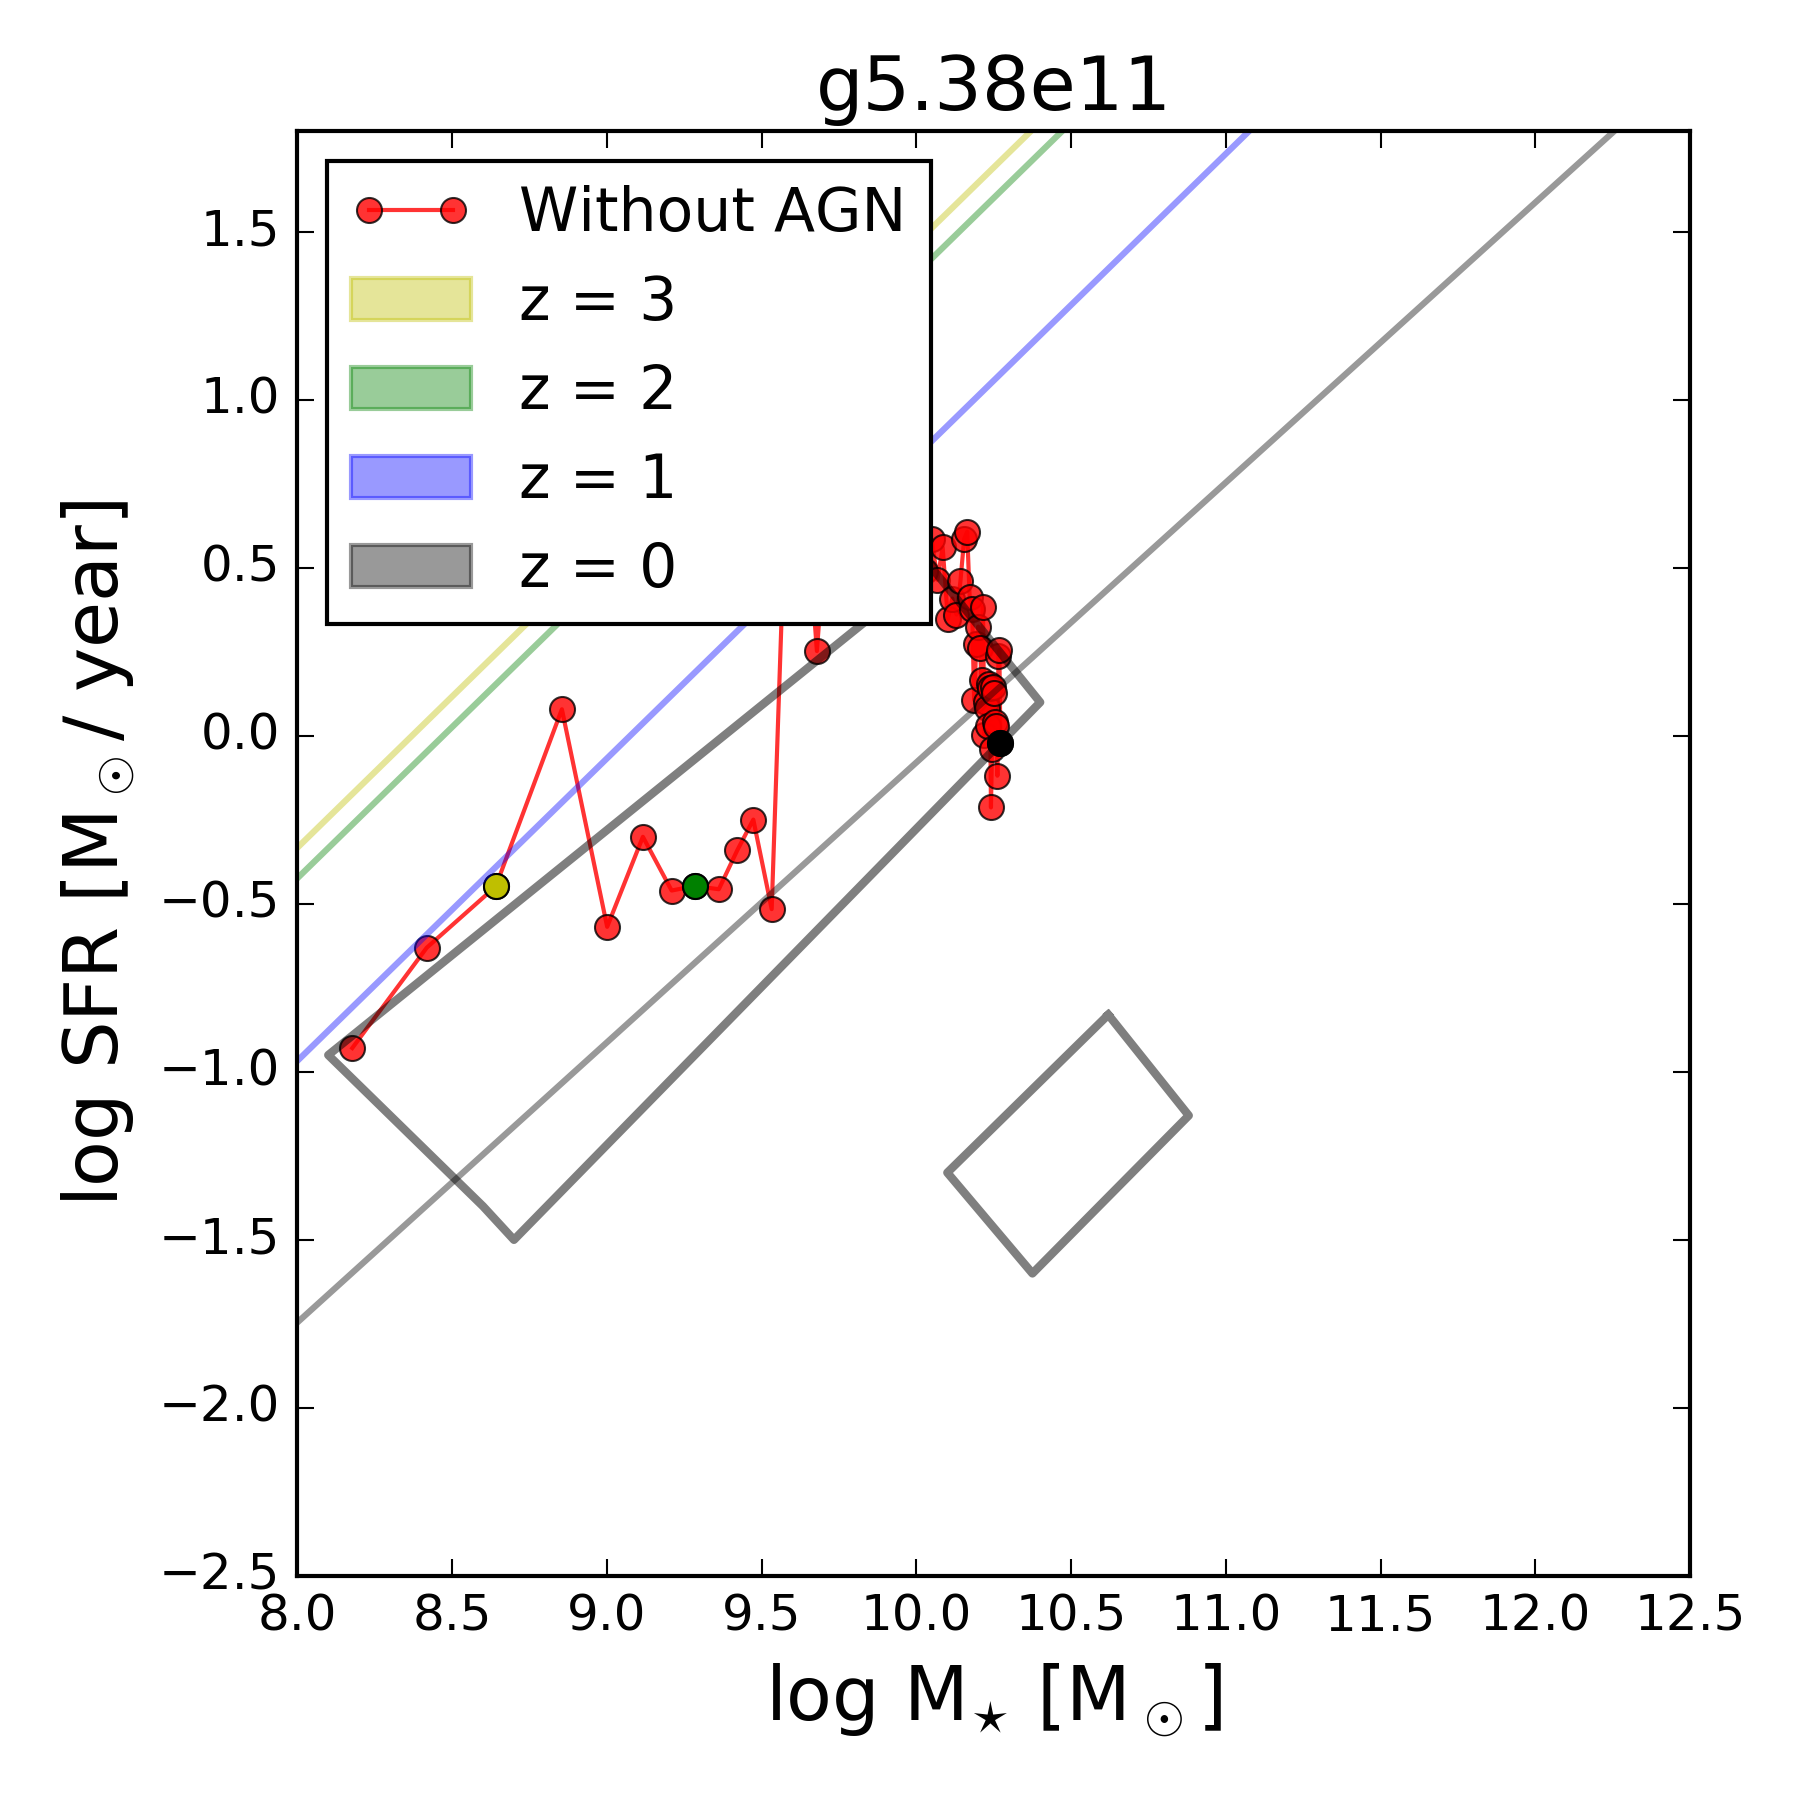 g5.38e11
Without AGN
z = 3
z = 2
z = 1
z = 0
1.5
1.0
0.5
0.0
−0.5
−1.0
−1.5
−2.0
−2.5
log SFR [M☉/ year]
8.0 8.5 9.0 9.5 10.0 10.5 11.0 11.5 12.0 12.5
log M★ [M☉]